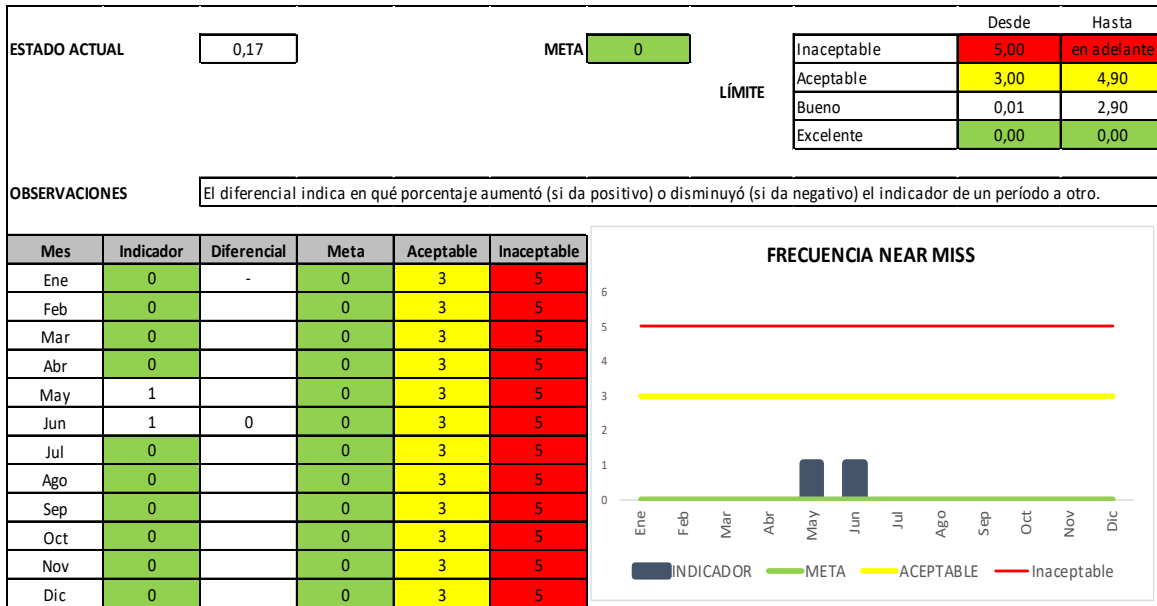 Desde Hasta
ESTADO ACTUAL 0,17 META 0 Inaceptable 5,00 en adelante
LÍMITE Aceptable 3,00 4,90
Bueno 0,01 2,90
Excelente 0,00 0,00
OBSERVACIONES El diferencial indica en qué porcentaje aumentó (si da positivo) o disminuyó (si da negativo) el indicador de un período a otro.
Mes Indicador Diferencial Meta Aceptable Inaceptable
Ene 0 - 0 3 5
Feb 0 0 3 5
Mar 0 0 3 5
Abr 0 0 3 5
May 1 0 3 5
Jun 1 0 0 3 5
Jul 0 0 3 5
Ago 0 0 3 5
Sep 0 0 3 5
Oct 0 0 3 5
Nov 0 0 3 5
Dic 0 0 3 5
FRECUENCIA NEAR MISS
6
5
4
3
2
1
0
Ene Feb Mar Abr May Jun Jul Ago Sep Oct Nov Dic
INDICADOR META ACEPTABLE Inaceptable